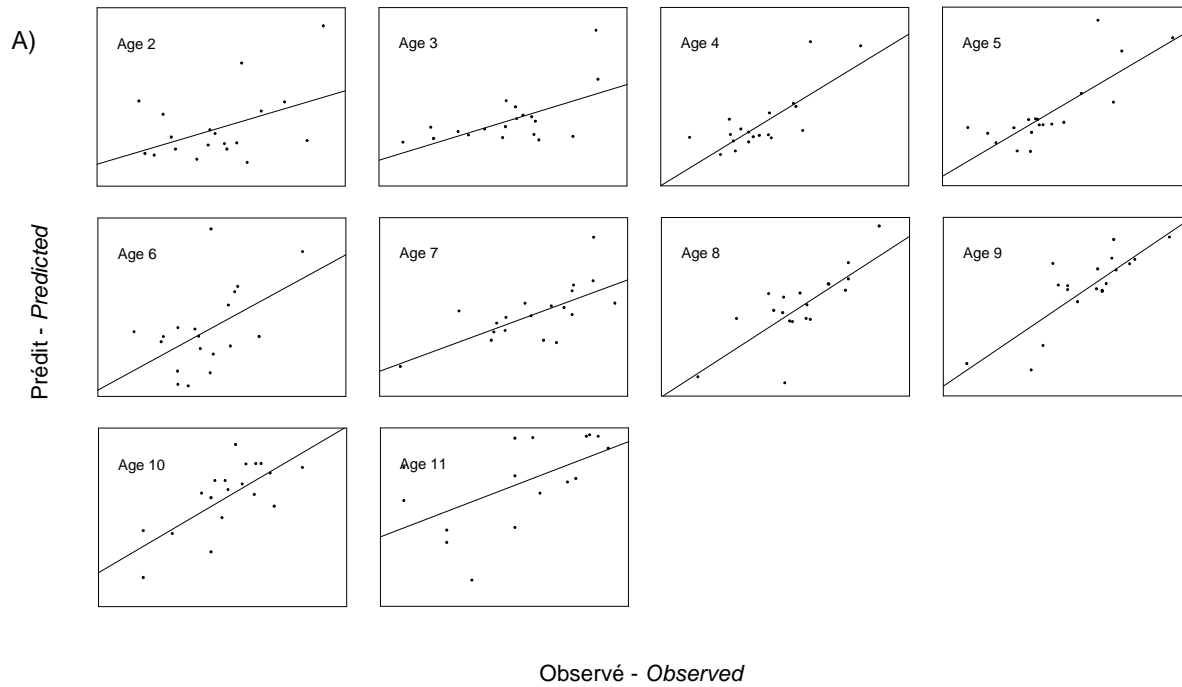 A)
Age 2
Age 3
Age 4
Age 5
Age 6
Age 7
Age 8
Age 9
Age 10
Age 11
Prédit - Predicted
Observé - Observed